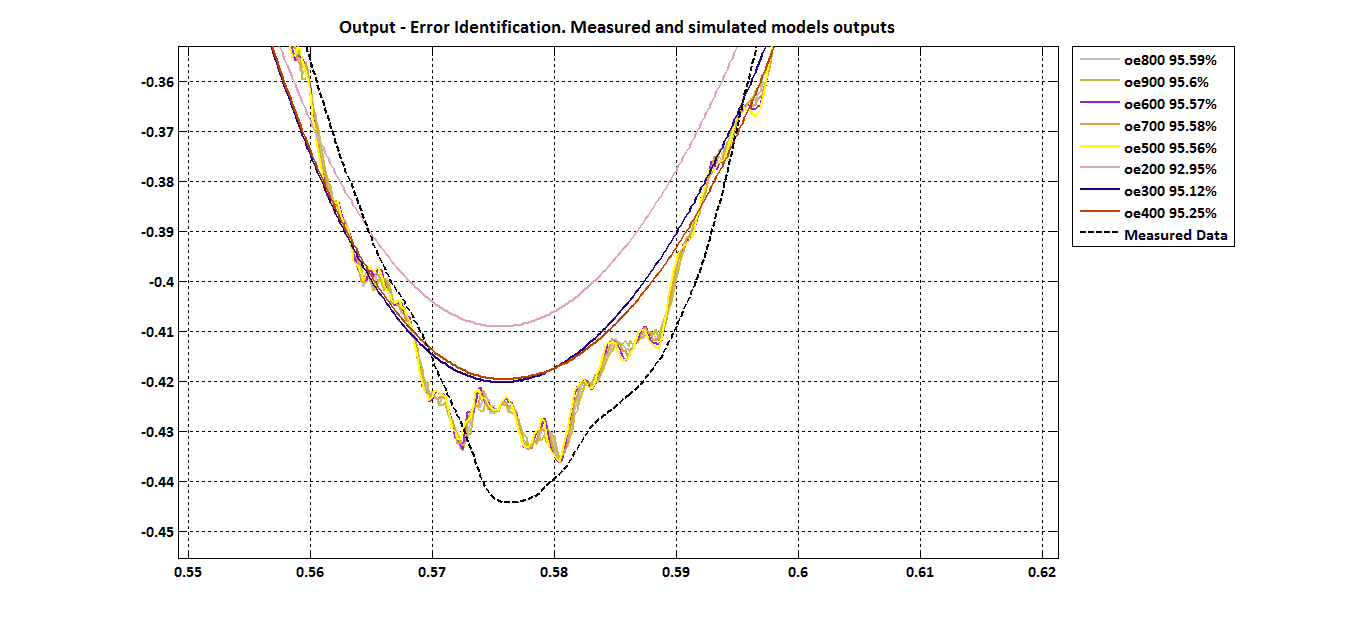 Output - Error Identification. Measured and simulated models outputs
-0.36
-0.37
-0.38
-0.39
-0.4
-0.41
-0.42
-0.43
-0.44
-0.45
0.55 0.56 0.57 0.58 0.59 0.6 0.61 0.62
oe800 95.59%
oe900 95.6%
oe600 95.57%
oe700 95.58%
oe500 95.56%
oe200 92.95%
oe300 95.12%
oe400 95.25%
Measured Data